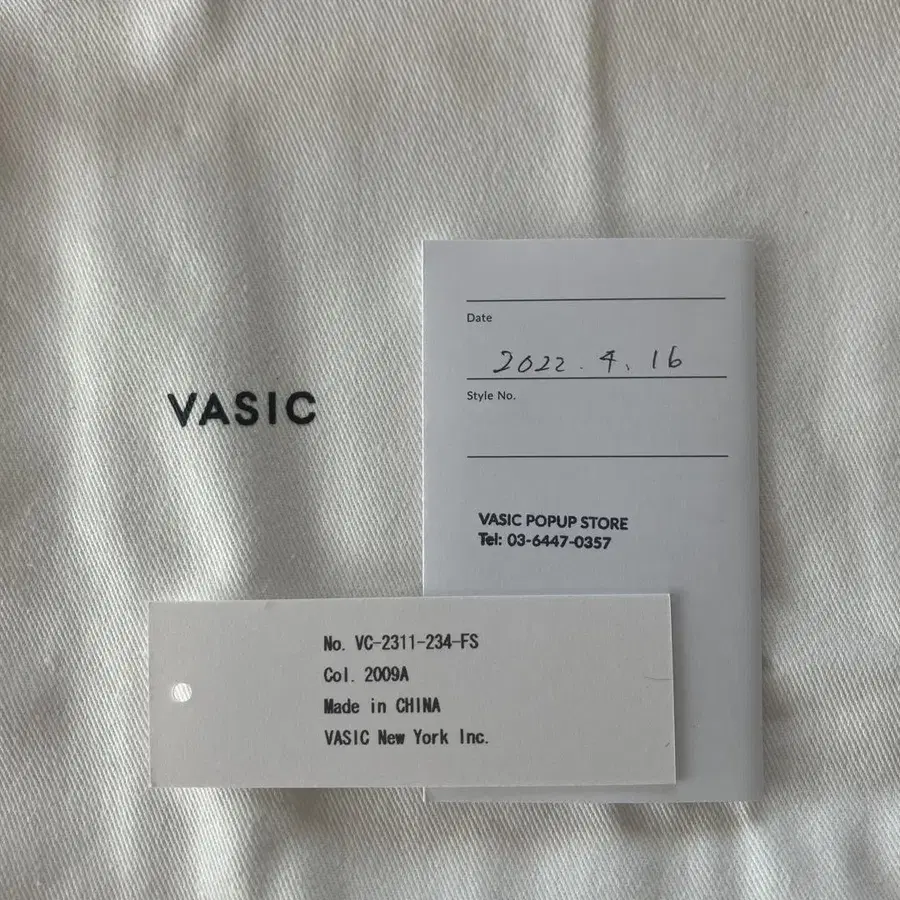 VASIC
Date
2022.4.16
Style No.
VASIC POPUP STORE
Tel: 03-6447-0357
No. VC-2311-234-FS
Col. 2009A
Made in CHINA
VASIC New York Inc.